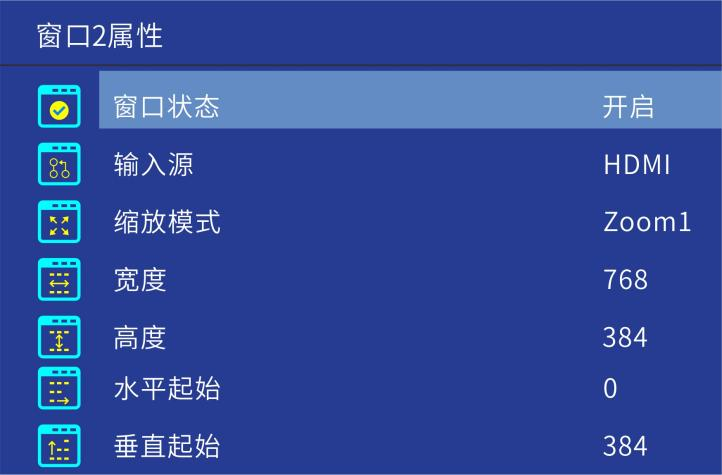 窗口2属性
窗口状态 开启
输入源 HDMI
缩放模式 Zoom1
宽度 768
高度 384
水平起始 0
垂直起始 384